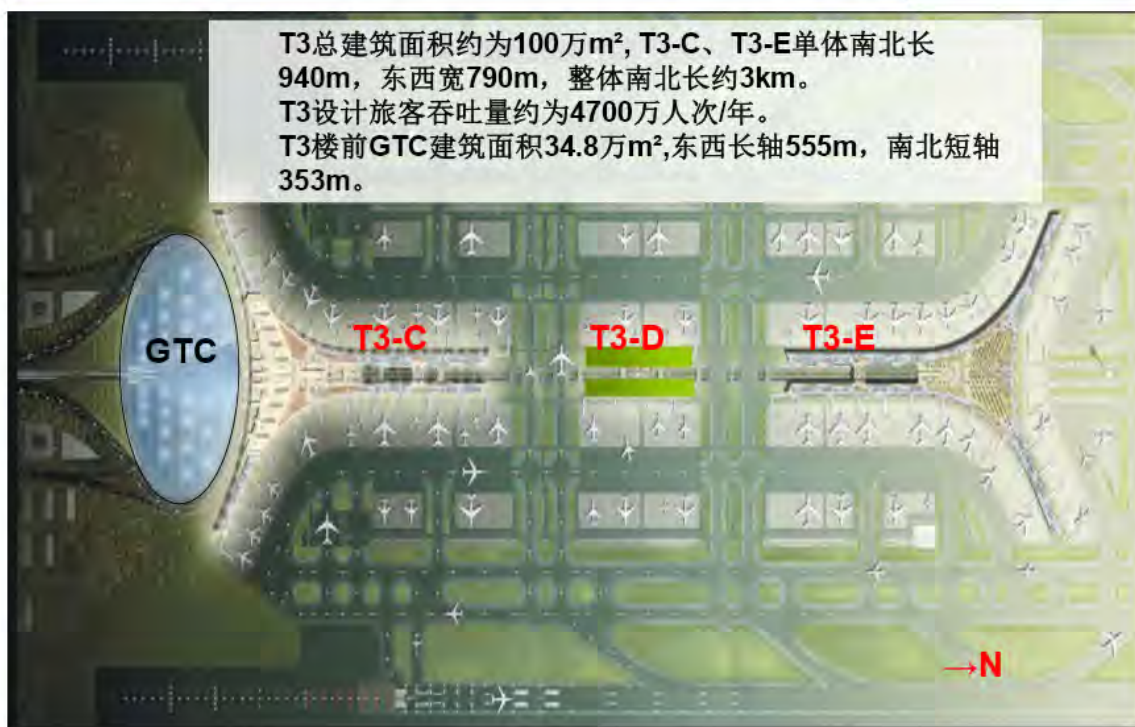 T3总建筑面积约为100万m², T3-C、T3-E单体南北长
940m，东西宽790m，整体南北长约3km。
T3设计旅客吞吐量约为4700万人次/年。
T3楼前GTC建筑面积34.8万m²,东西长轴555m，南北短轴
353m。
GTC
T3-C
T3-D
T3-E
→N